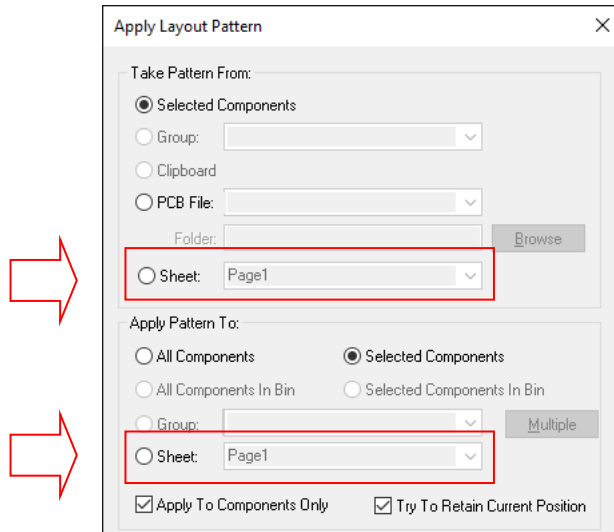 Apply Layout Pattern
Take Pattern From:
Selected Components
Group:
Clipboard
PCB File:
Folder:
Browse
Sheet: Page1
Apply Pattern To:
All Components Selected Components
All Components In Bin Selected Components In Bin
Group: Multiple
Sheet: Page1
Apply To Components Only Try To Retain Current Position